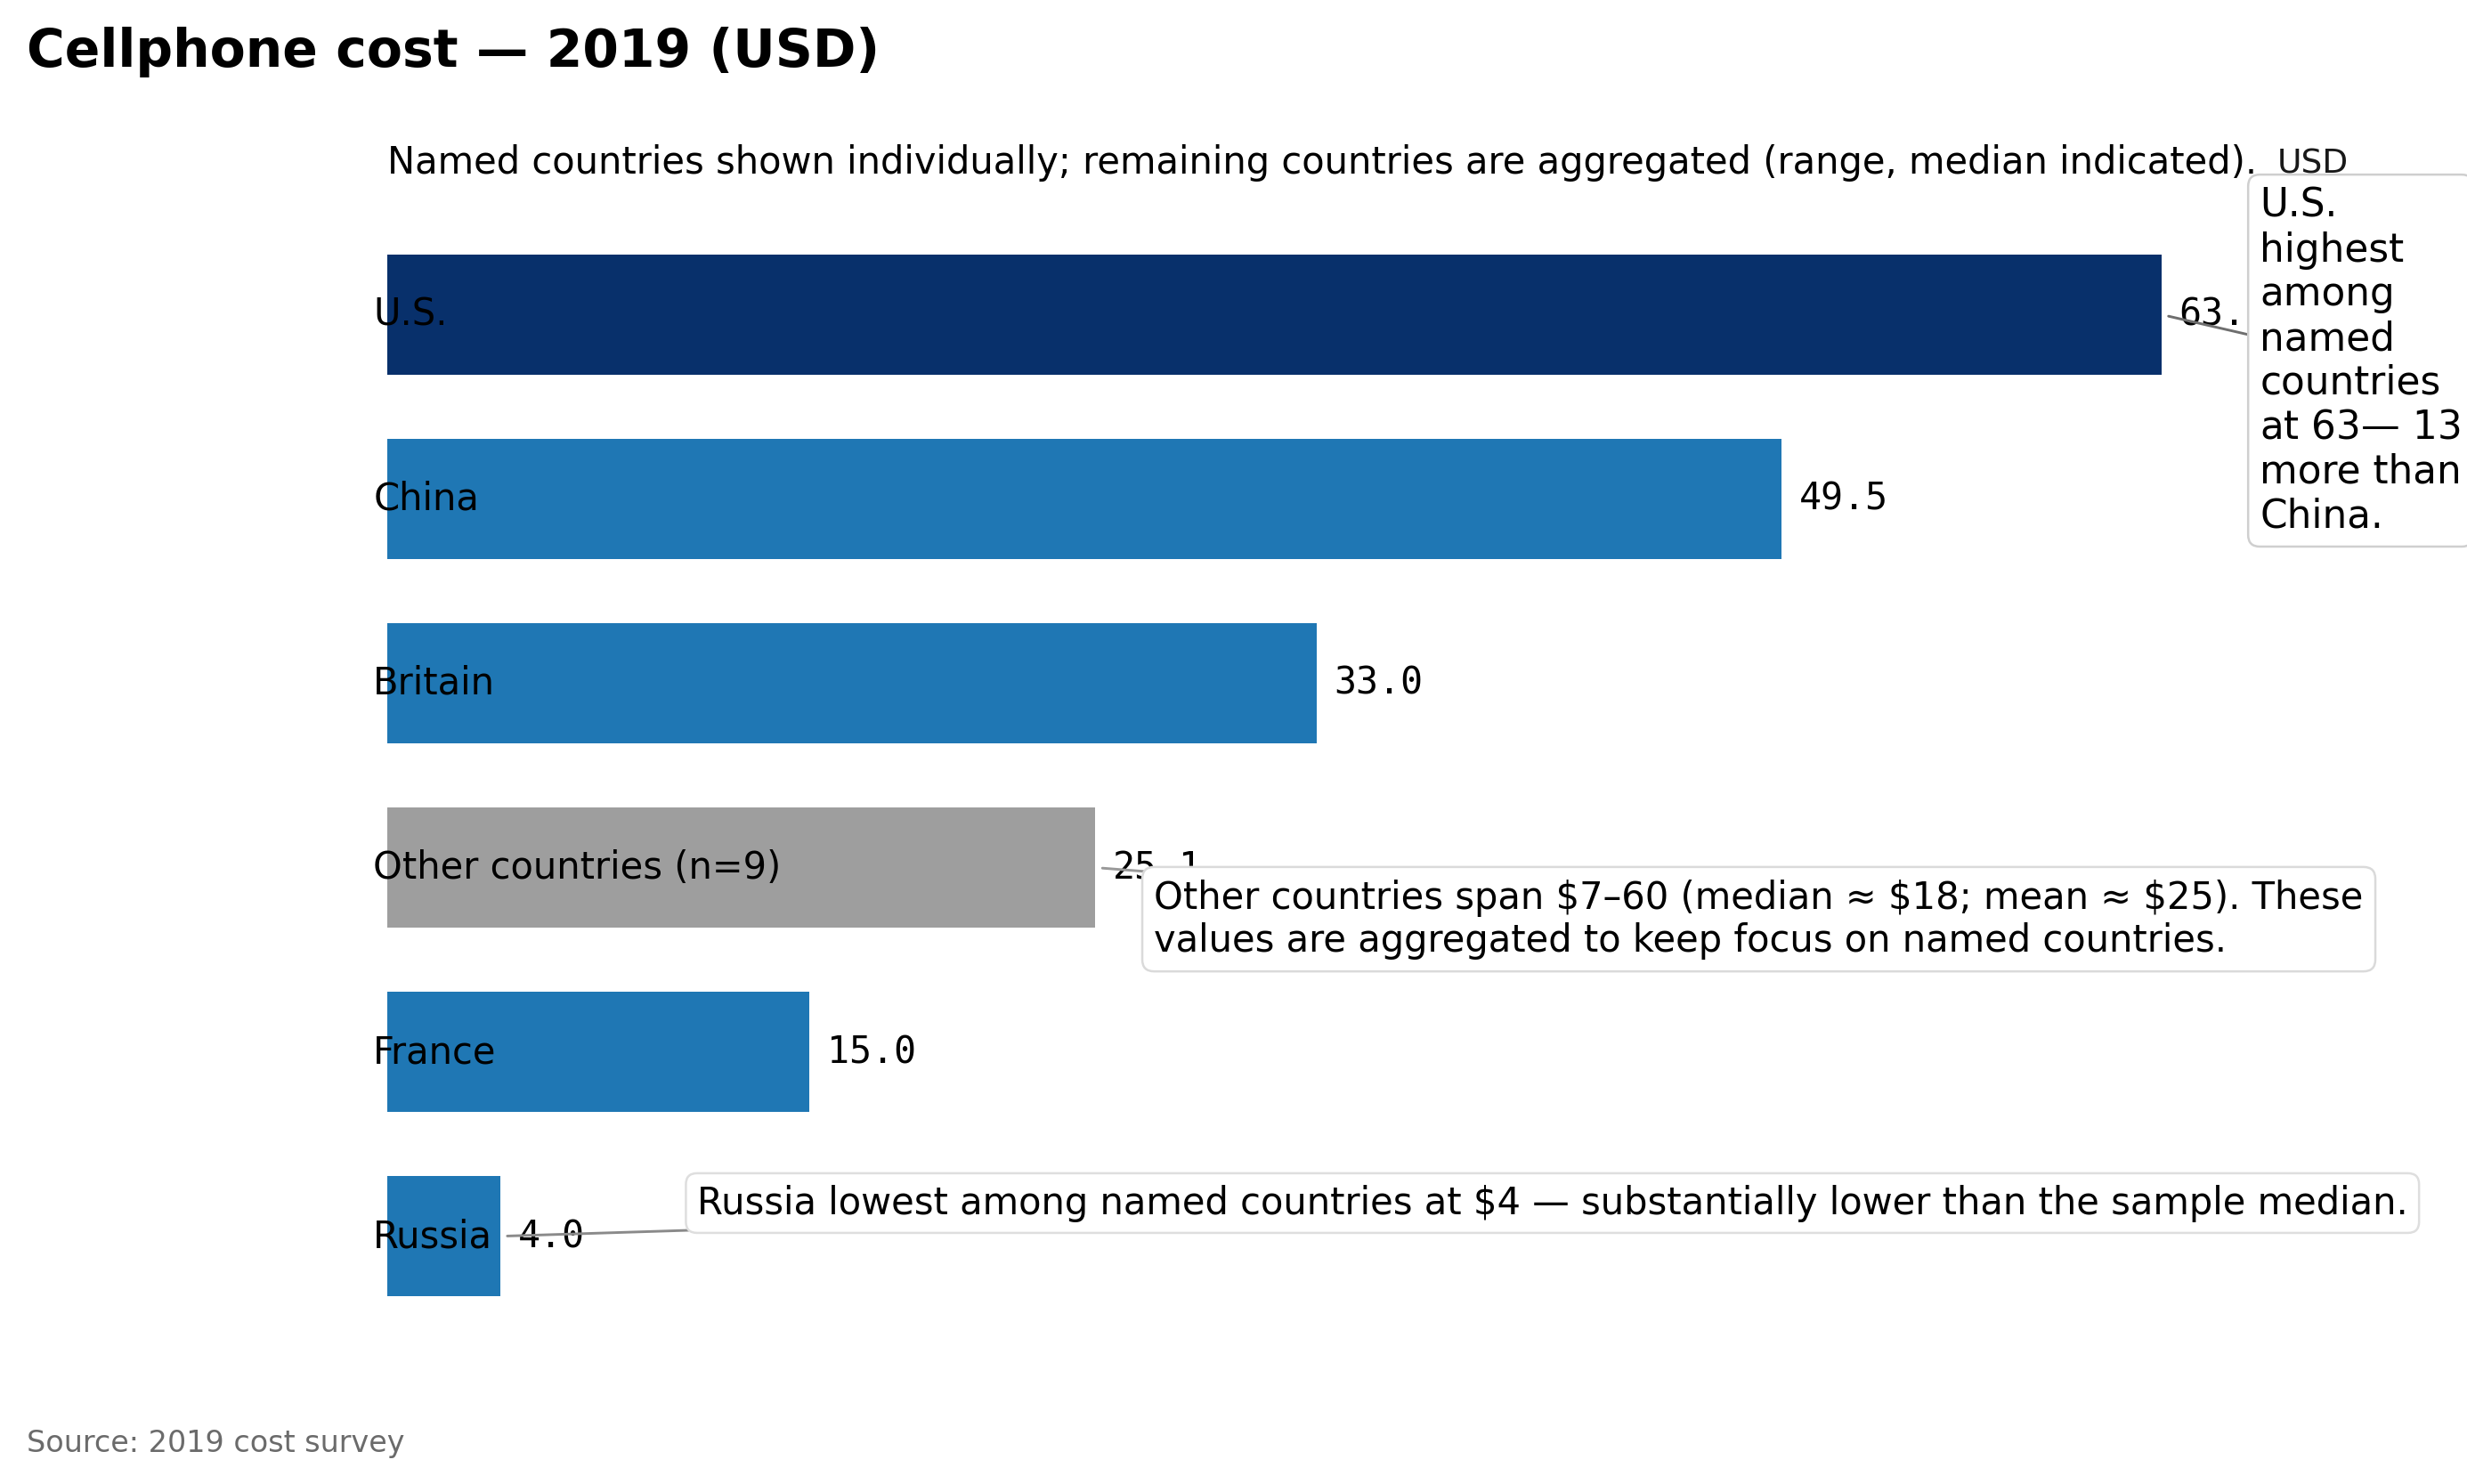 Cellphone cost — 2019 (USD)
Named countries shown individually; remaining countries are aggregated (range, median indicated).
USD
U.S.
63.
U.S.
highest
among
named
countries
at 63— 13
more than
China.
China
49.5
Britain
33.0
Other countries (n=9)
25.1
Other countries span $7–60 (median ≈ $18; mean ≈ $25). These
values are aggregated to keep focus on named countries.
France
15.0
Russia
4.0
Russia lowest among named countries at $4 — substantially lower than the sample median.
Source: 2019 cost survey